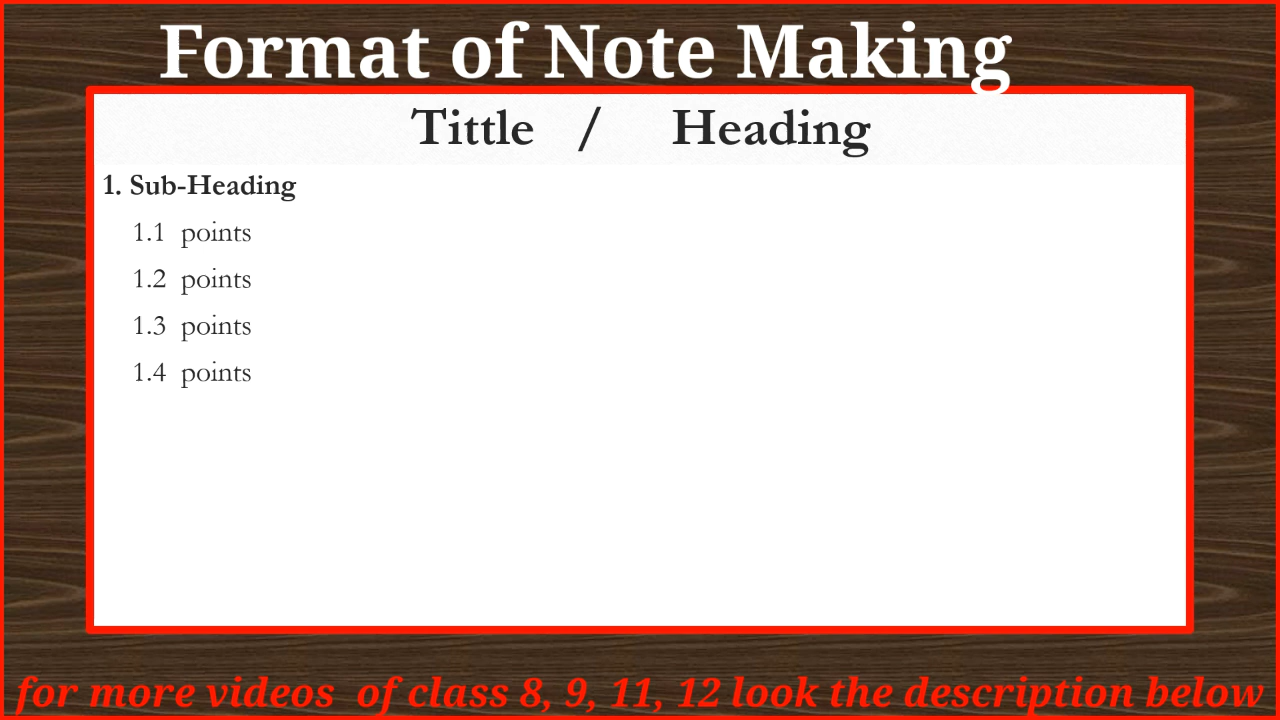 Format of Note Making
Tittle / Heading
1. Sub-Heading
1.1 points
1.2 points
1.3 points
1.4 points
for more videos of class 8, 9, 11, 12 look the description below